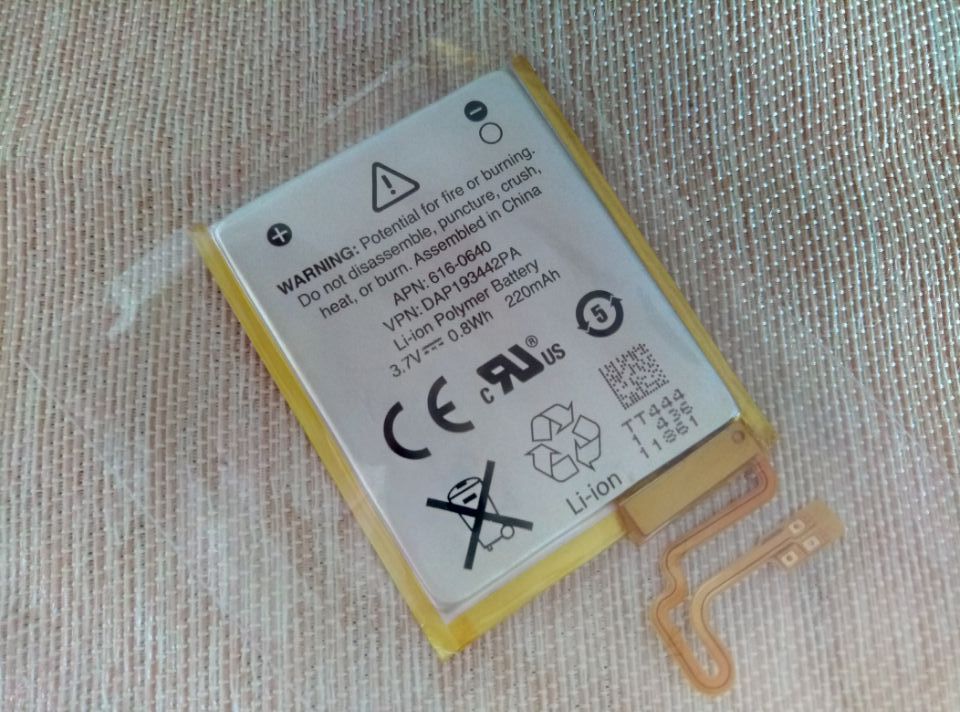 WARNING: Potential for fire or burning.
Do not disassemble, puncture, crush,
heat, or burn. Assembled in China
APN: 616-0640
VPN: DAP193442PA
Li-ion Polymer Battery
3.7V⎓ 0.8Wh 220mAh
5
CE
c RU® US
Li-ion
TT444